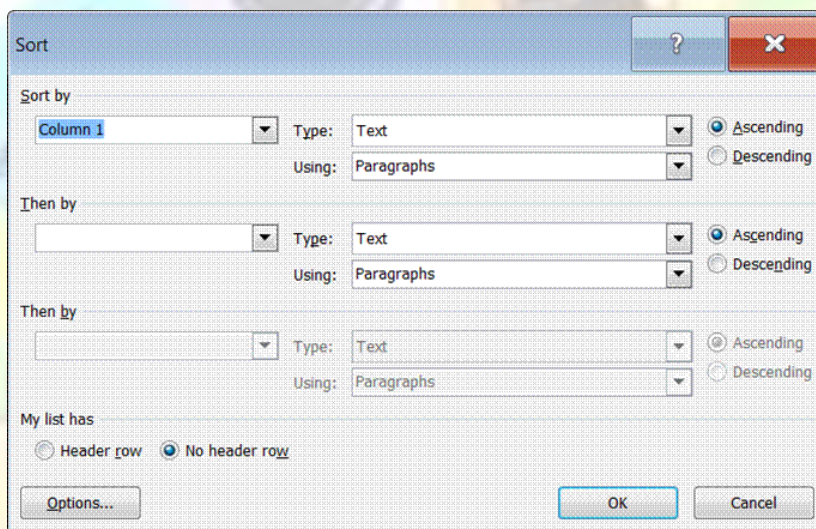 Sort
?
Sort by
Column 1 Type: Text Ascending
Using: Paragraphs Descending
Then by
Type: Text Ascending
Using: Paragraphs Descending
Then by
Type: Text Ascending
Using: Paragraphs Descending
My list has
Header row No header row
Options... OK Cancel